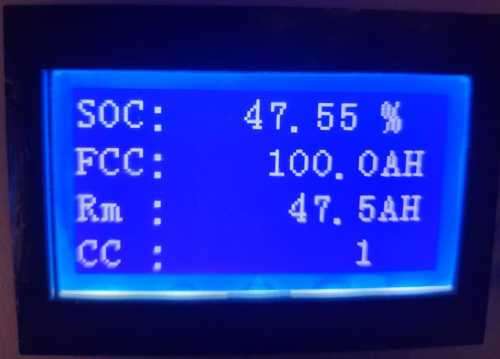 SOC: 47.55 %
FCC: 100.0AH
Rm : 47.5AH
CC : 1